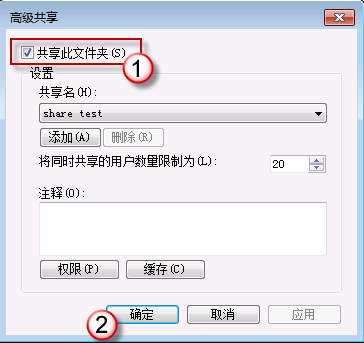 高级共享
共享此文件夹(S)
1
设置
共享名(H):
share test
添加(A) 删除(R)
将同时共享的用户数量限制为(L): 20
注释(O):
权限(P) 缓存(C)
2
确定 取消 应用